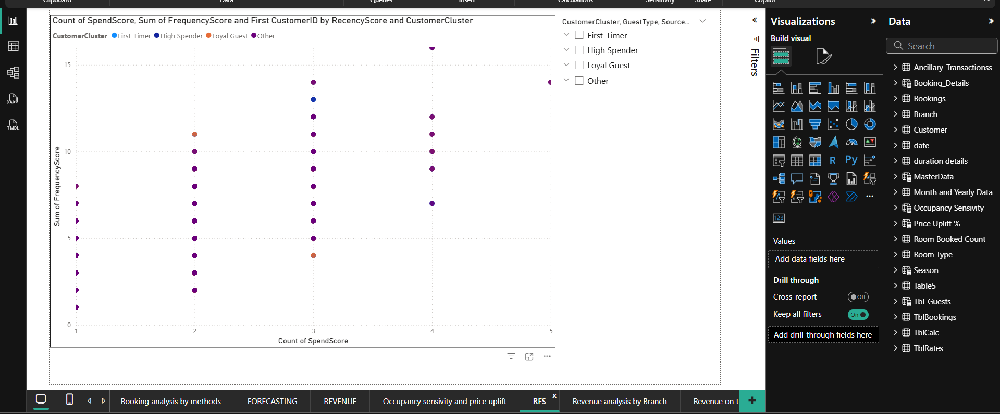 Clipboard
Data
Queries
Insert
Calculations
Sensitivity
Share
Copilot
Count of SpendScore, Sum of FrequencyScore and First CustomerID by RecencyScore and CustomerCluster
CustomerCluster First-Timer High Spender Loyal Guest Other
15
10
5
0
Sum of FrequencyScore
1
2
3
4
5
Count of SpendScore
CustomerCluster, GuestType, Source...
First-Timer
High Spender
Loyal Guest
Other
Filters
Visualizations
Build visual
R
Py
123
Values
Add data fields here
Drill through
Cross-report
Off
Keep all filters
On
Add drill-through fields here
Data
Search
Ancillary_Transactionss
Booking_Details
Bookings
Branch
Customer
date
duration details
MasterData
Month and Yearly Data
Occupancy Sensivity
Price Uplift %
Room Booked Count
Room Type
Season
Table5
Tbl_Guests
TblBookings
TblCalc
TblRates
DAX
TMDL
Booking analysis by methods
FORECASTING
REVENUE
Occupancy sensivity and price uplift
RFS
x
Revenue analysis by Branch
Revenue on t
+